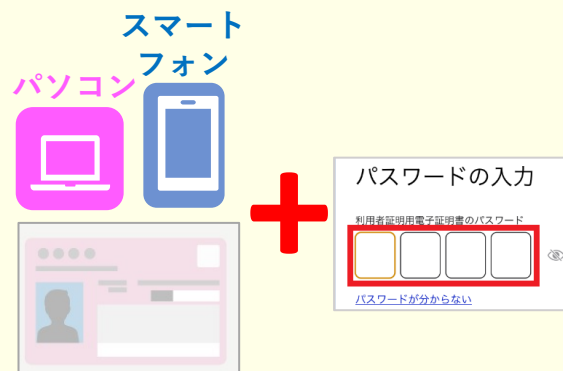 スマート
フォン
パソコン
パスワードの入力
利用者証明用電子証明書のパスワード
パスワードが分からない